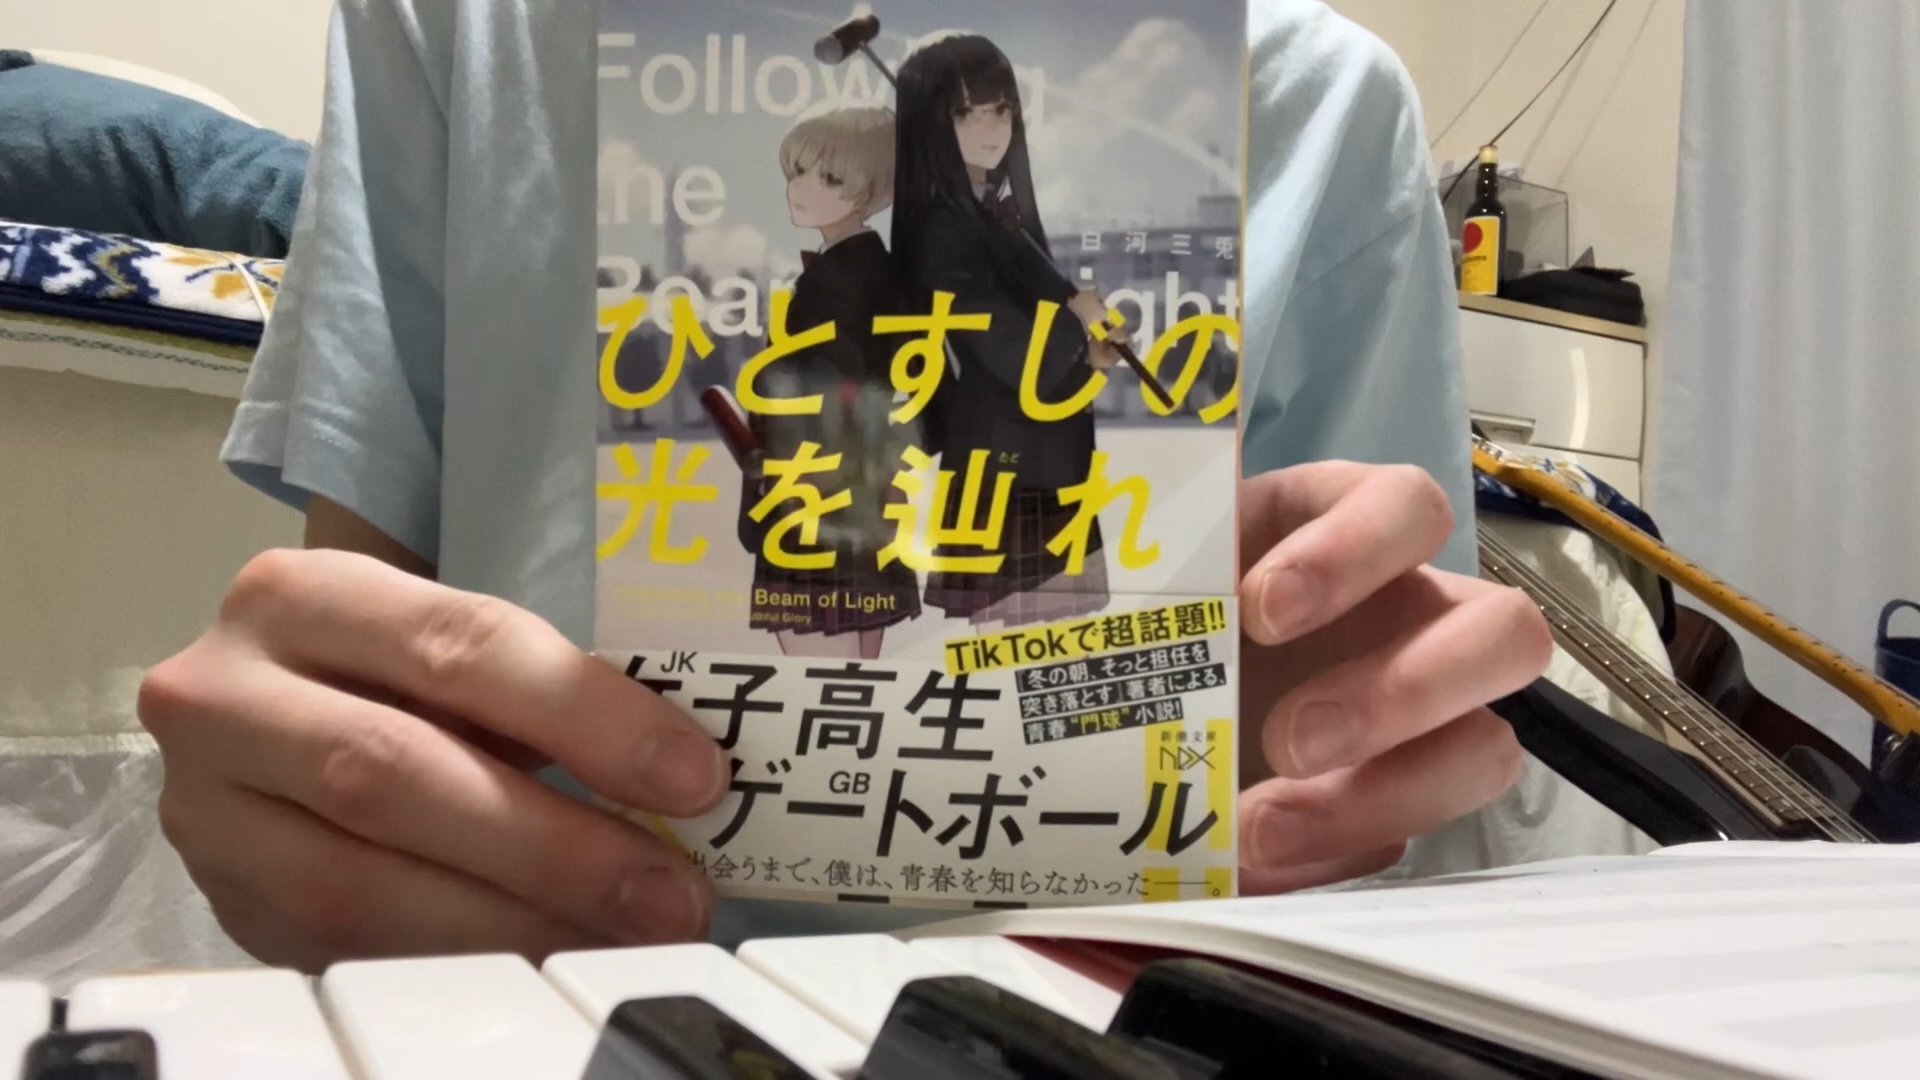 Following
the
Beam
Light
白河三兎
ひとすじの
光を辿れ
たど
Beam of Light
TikTokで超話題!!
『冬の朝、そっと担任を
突き落とす』著者による、
青春“門球”小説!
JK
女子高生
GB
ゲートボール
新潮文庫
nex
出会うまで、僕は、青春を知らなかった――。